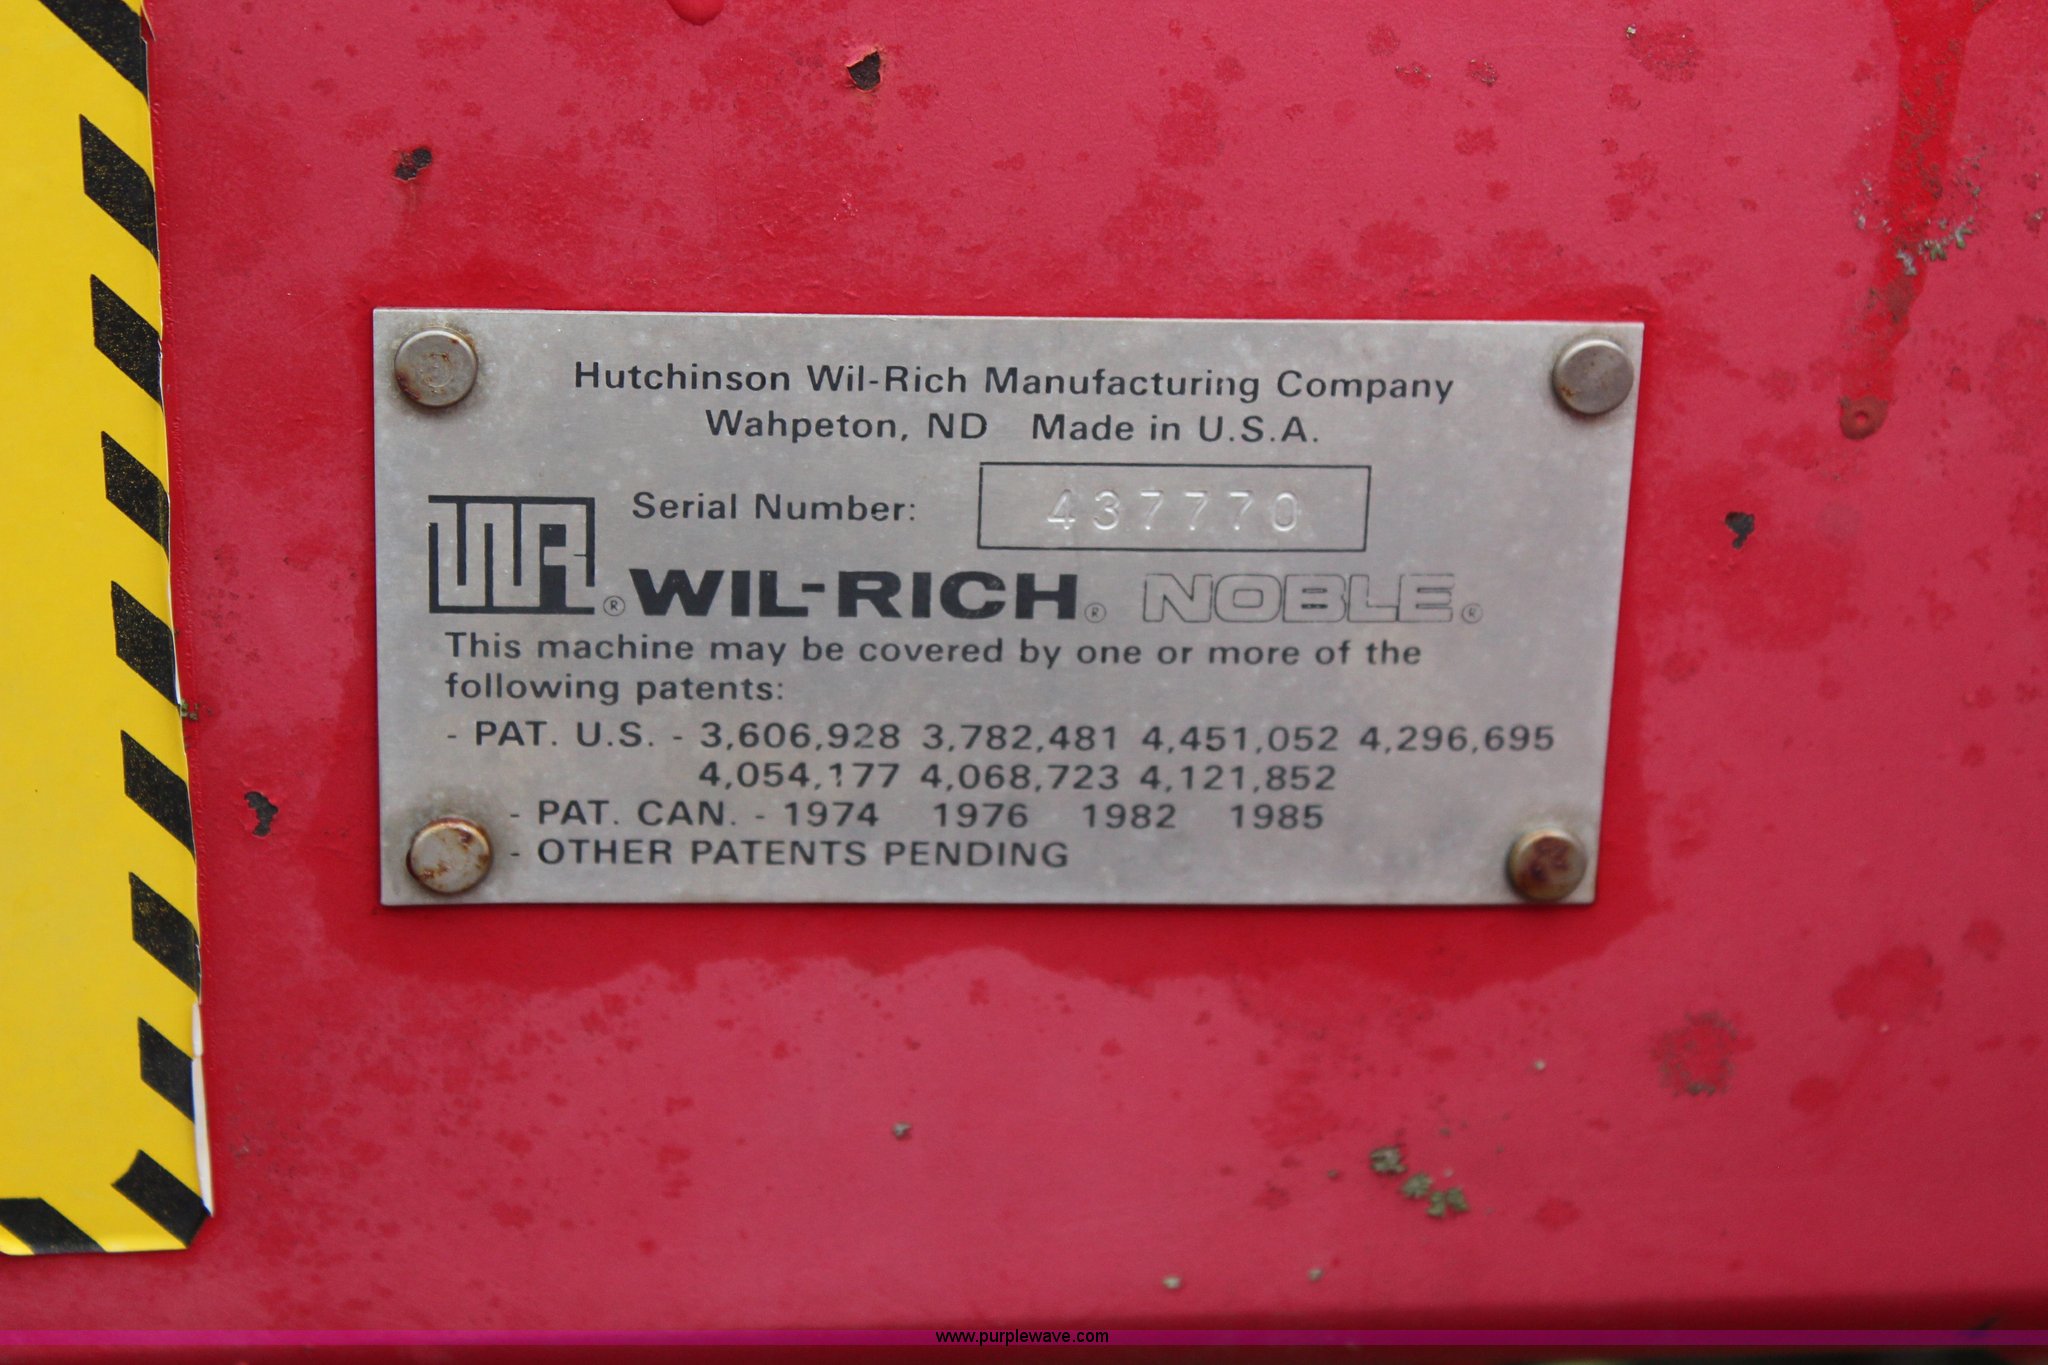 Hutchinson Wil-Rich Manufacturing Company
Wahpeton, ND Made in U.S.A.
Serial Number: 437770
WR® WIL-RICH® NOBLE®
This machine may be covered by one or more of the
following patents:
- PAT. U.S. - 3,606,928 3,782,481 4,451,052 4,296,695
4,054,177 4,068,723 4,121,852
- PAT. CAN. - 1974 1976 1982 1985
- OTHER PATENTS PENDING
www.purplewave.com